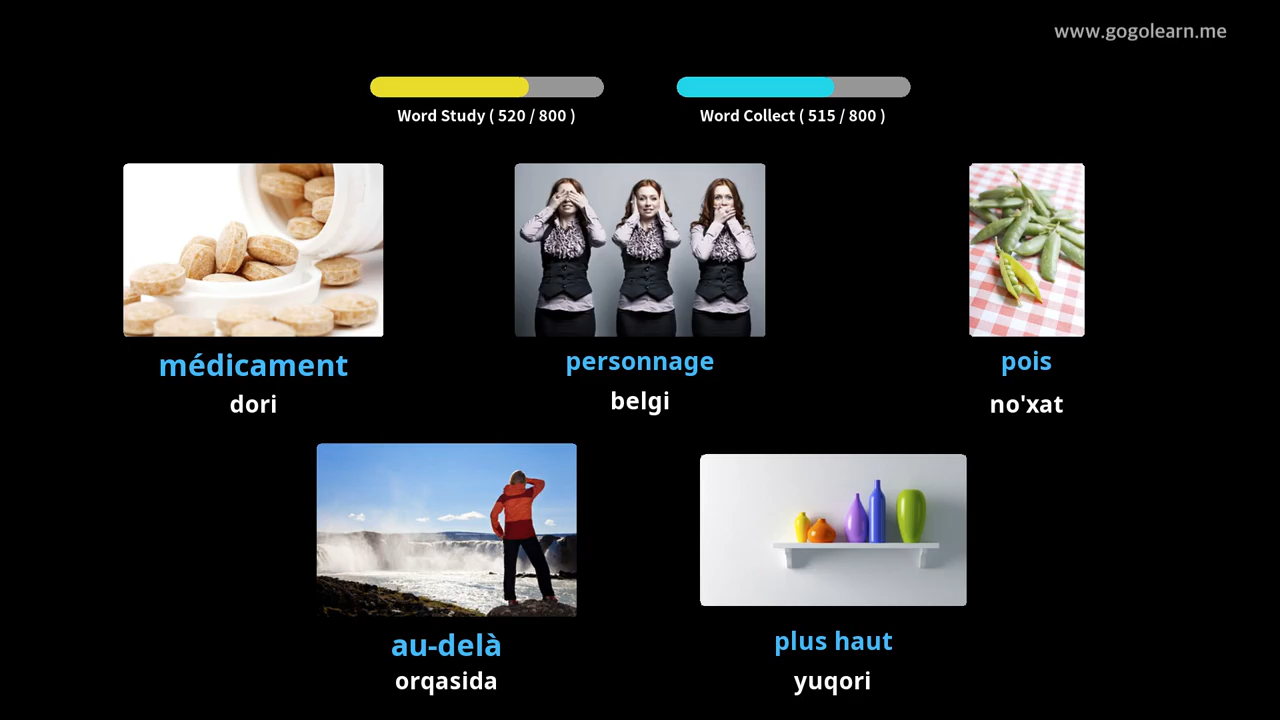 www.gogolearn.me
Word Study ( 520 / 800 )
Word Collect ( 515 / 800 )
médicament
dori
personnage
belgi
pois
no'xat
au-delà
orqasida
plus haut
yuqori